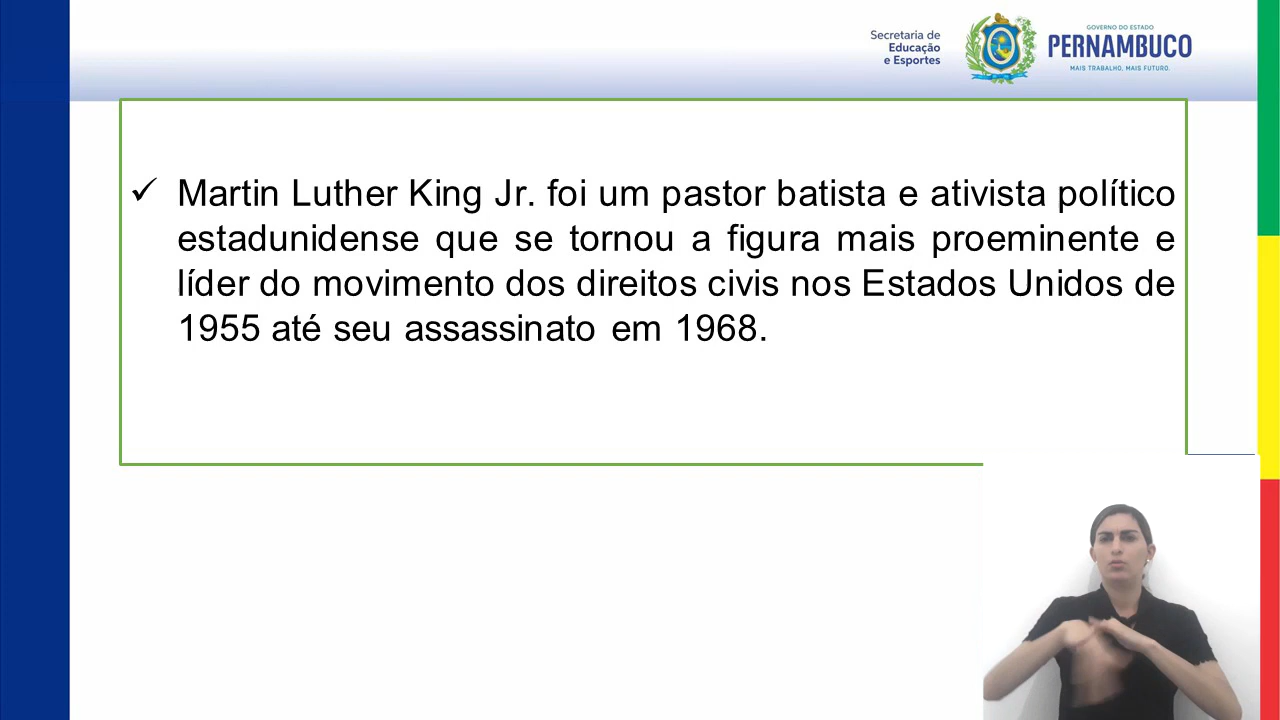 Secretaria de
Educação
e Esportes
GOVERNO DO ESTADO
PERNAMBUCO
MAIS TRABALHO, MAIS FUTURO.
✓ Martin Luther King Jr. foi um pastor batista e ativista político
estadunidense que se tornou a figura mais proeminente e
líder do movimento dos direitos civis nos Estados Unidos de
1955 até seu assassinato em 1968.